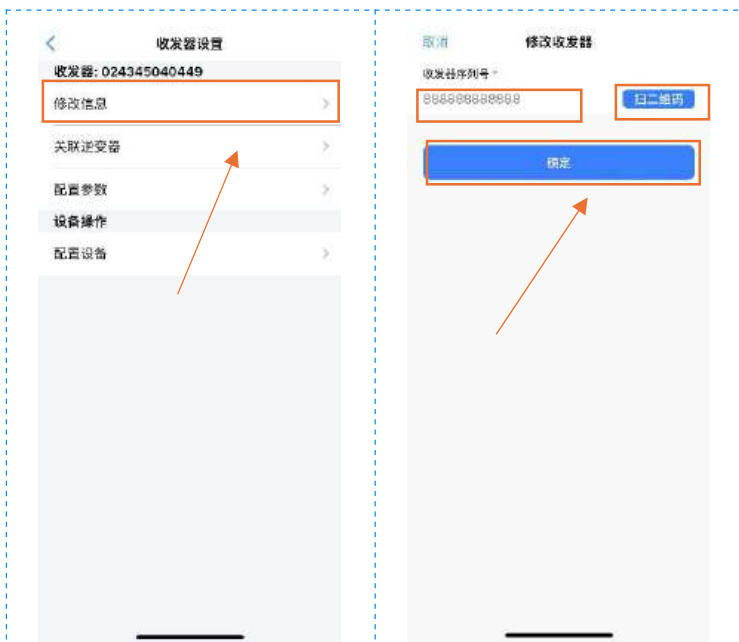 收发器设置
收发器: 024345040449
修改信息
关联逆变器
配置参数
设备操作
配置设备
取消
修改收发器
收发器序列号*
888888888888
扫二维码
确定